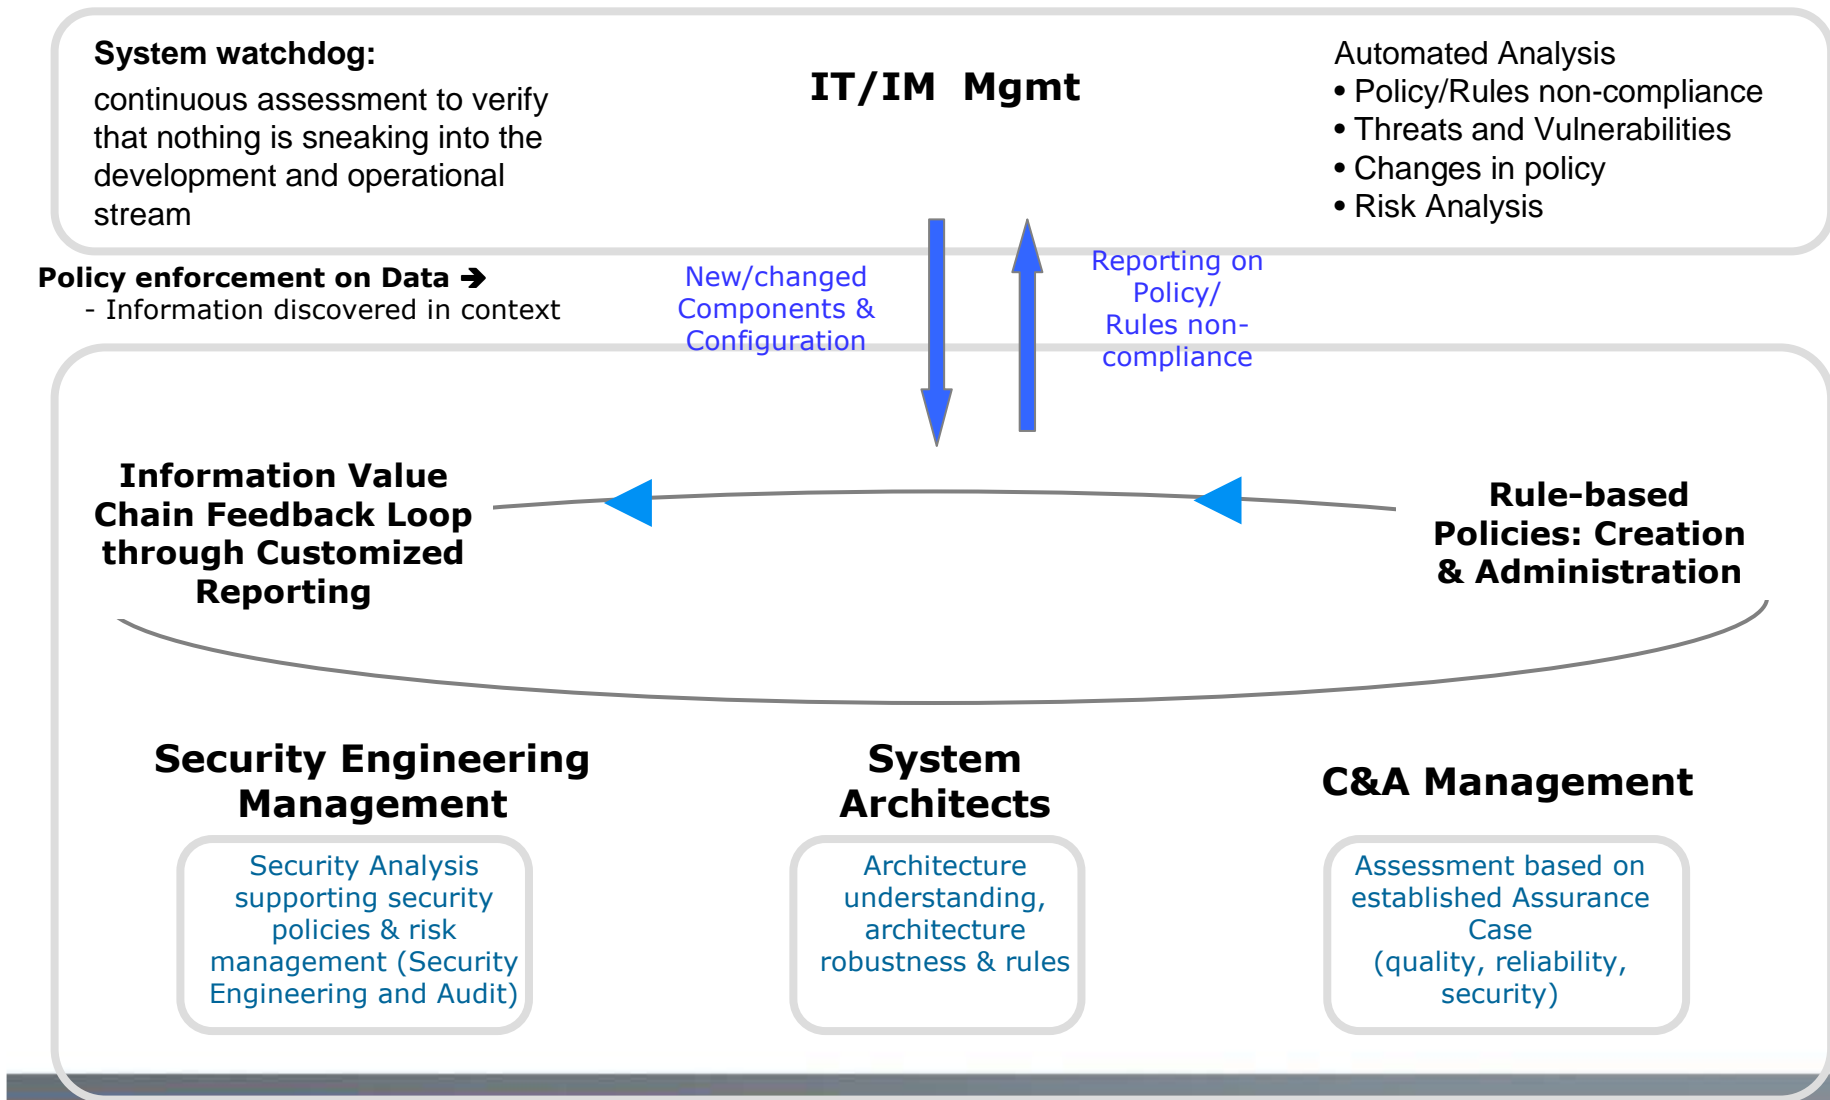 System watchdog:
continuous assessment to verify
that nothing is sneaking into the
development and operational
stream
IT/IM Mgmt
Automated Analysis
• Policy/Rules non-compliance
• Threats and Vulnerabilities
• Changes in policy
• Risk Analysis
Policy enforcement on Data ➔
- Information discovered in context
New/changed
Components &
Configuration
Reporting on
Policy/
Rules non-
compliance
Information Value
Chain Feedback Loop
through Customized
Reporting
Rule-based
Policies: Creation
& Administration
Security Engineering
Management
Security Analysis
supporting security
policies & risk
management (Security
Engineering and Audit)
System
Architects
Architecture
understanding,
architecture
robustness & rules
C&A Management
Assessment based on
established Assurance
Case
(quality, reliability,
security)